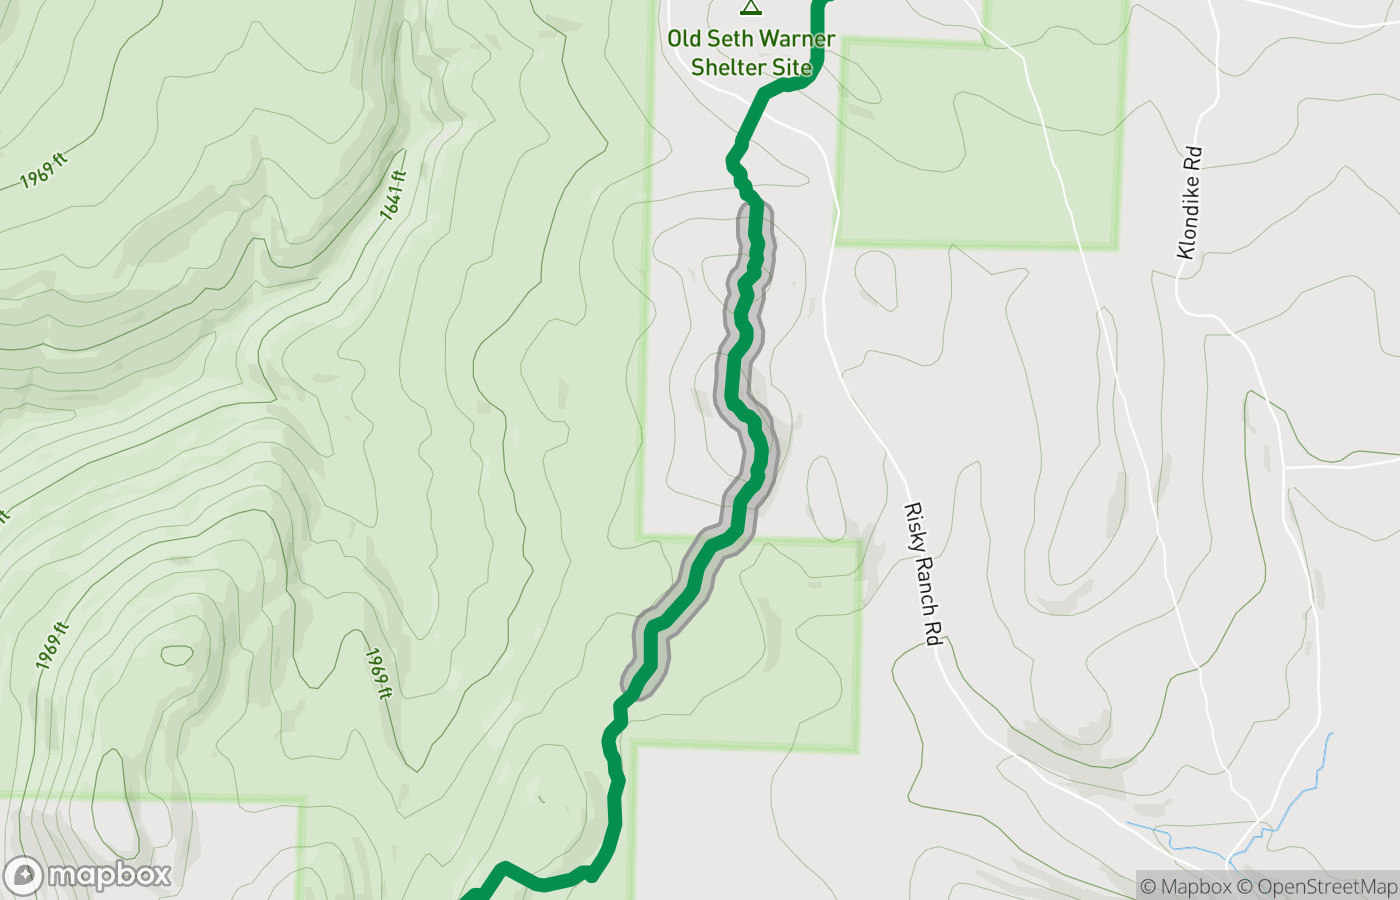 Old Seth Warner
Shelter Site
1969 ft
1641 ft
Klondike Rd
Risky Ranch Rd
1969 ft
1969 ft
mapbox
© Mapbox © OpenStreetMap